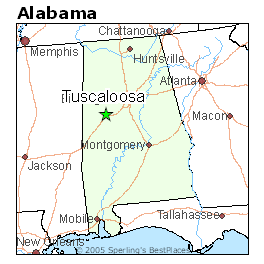 Alabama
Chattanooga
Memphis
Huntsville
Atlanta
Tuscaloosa
Macon
Montgomery
Jackson
Mobile
Tallahassee
New Orleans
© 2005 Sperling's BestPlaces